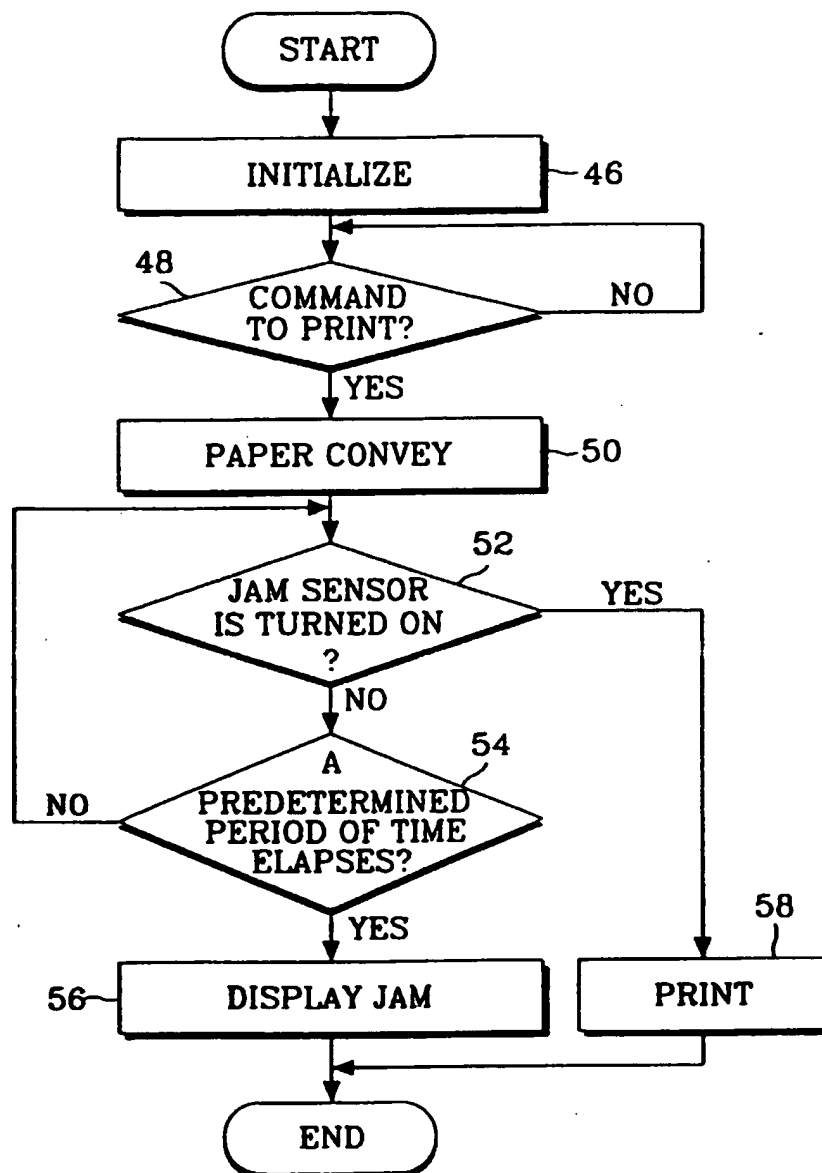 START
INITIALIZE
46
48
COMMAND
TO PRINT?
NO
YES
PAPER CONVEY
50
52
JAM SENSOR
IS TURNED ON
?
YES
NO
54
A
PREDETERMINED
PERIOD OF TIME
ELAPSES?
NO
YES
56
DISPLAY JAM
58
PRINT
END